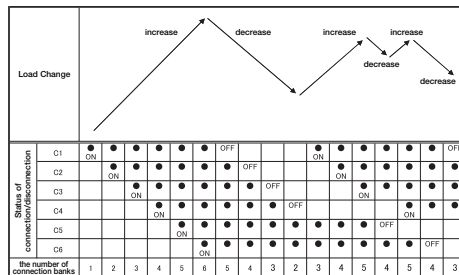 increase
decrease
increase
increase
decrease
decrease
Load Change
Status of connection/disconnection
C1 ON OFF ON
C2 ON OFF ON
C3 ON OFF ON
C4 ON OFF ON
C5 ON OFF
C6 ON OFF
the number of
connection banks
1 2 3 4 5 6 5 4 3 2 3 4 5 4 5 4 3